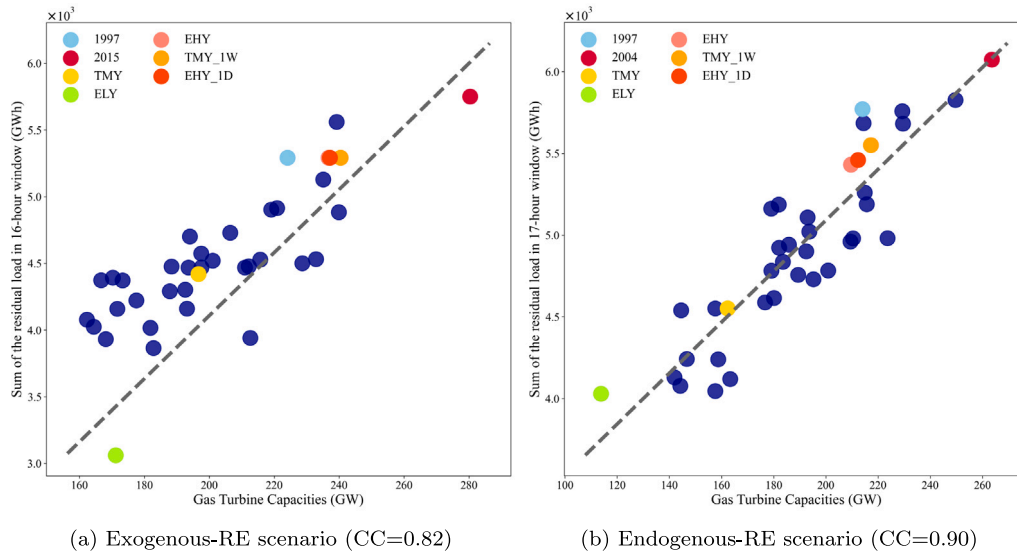 ×10³
6.0
5.5
5.0
4.5
4.0
3.5
3.0
Sum of the residual load in 16-hour window (GWh)
1997
2015
TMY
ELY
EHY
TMY_1W
EHY_1D
160 180 200 220 240 260 280
Gas Turbine Capacities (GW)
(a) Exogenous-RE scenario (CC=0.82)
×10³
6.0
5.5
5.0
4.5
4.0
Sum of the residual load in 17-hour window (GWh)
1997
2004
TMY
ELY
EHY
TMY_1W
EHY_1D
100 120 140 160 180 200 220 240 260
Gas Turbine Capacities (GW)
(b) Endogenous-RE scenario (CC=0.90)